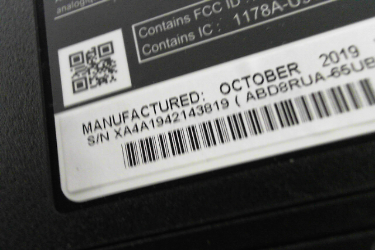 Contains FCC ID :
Contains IC : 1178A-
MANUFACTURED: OCTOBER 2019
S/N XA4A1942143819 ( ABD8RUA-65UB